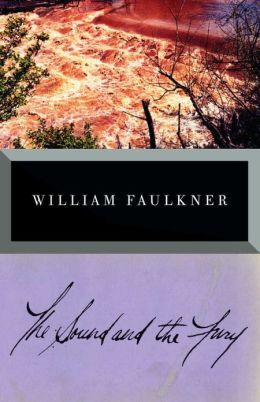 WILLIAM FAULKNER
The Sound and the Fury